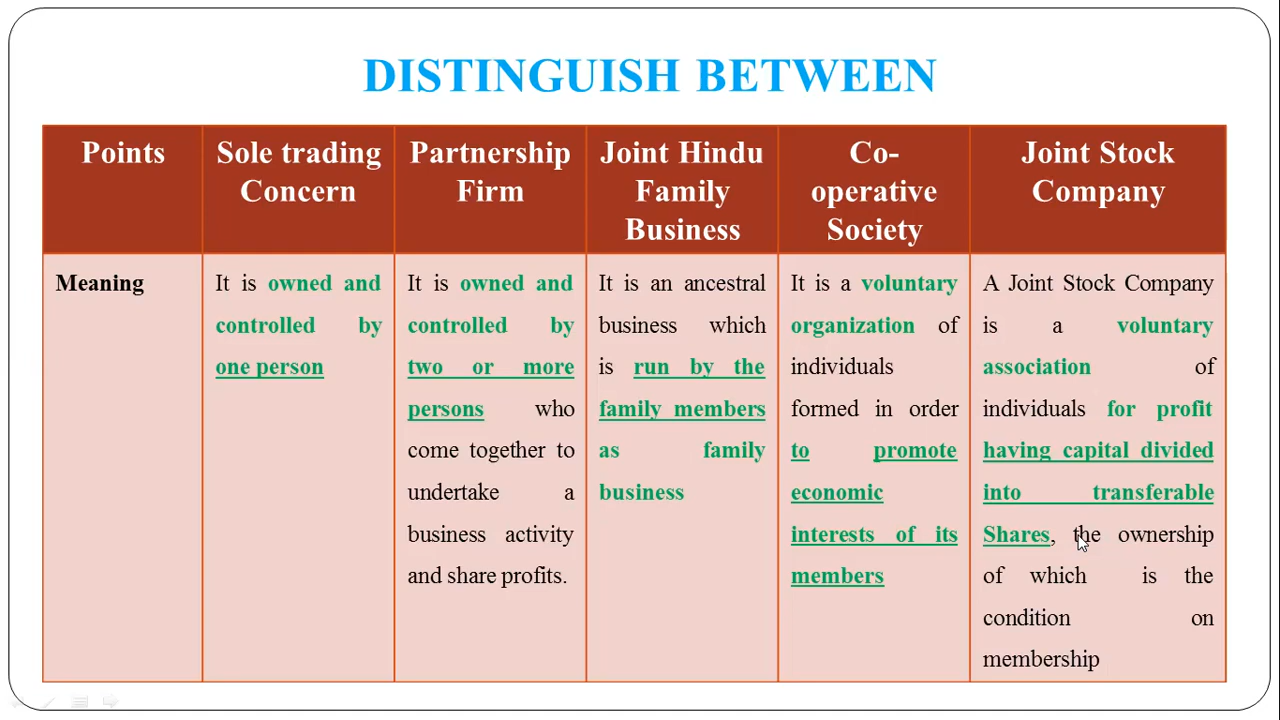 DISTINGUISH BETWEEN
Points
Sole trading
Concern
Partnership
Firm
Joint Hindu
Family
Business
Co-
operative
Society
Joint Stock
Company
Meaning
It is owned and
controlled by
one person
It is owned and
controlled by
two or more
persons who
come together to
undertake a
business activity
and share profits.
It is an ancestral
business which
is run by the
family members
as family
business
It is a voluntary
organization of
individuals
formed in order
to promote
economic
interests of its
members
A Joint Stock Company
is a voluntary
association of
individuals for profit
having capital divided
into transferable
Shares, the ownership
of which is the
condition on
membership